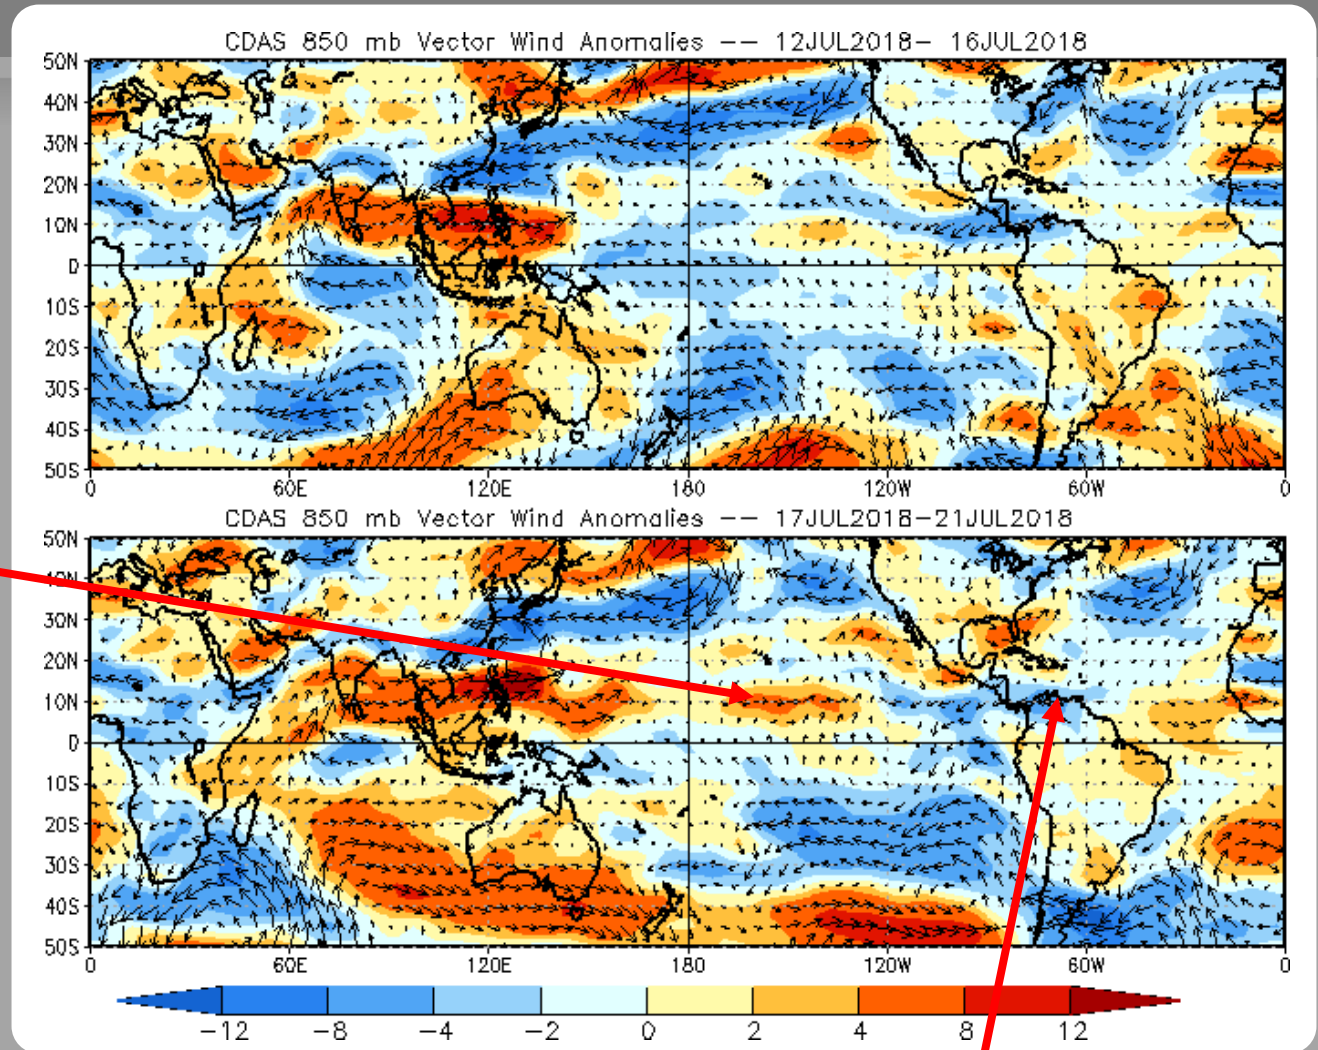 CDAS 850 mb Vector Wind Anomalies -- 12JUL2018- 16JUL2018
50N
40N
30N
20N
10N
0
10S
20S
30S
40S
50S
0 60E 120E 180 120W 60W 0
CDAS 850 mb Vector Wind Anomalies -- 17JUL2018-21JUL2018
50N
40N
30N
20N
10N
0
10S
20S
30S
40S
50S
0 60E 120E 180 120W 60W 0
-12 -8 -4 -2 0 2 4 8 12